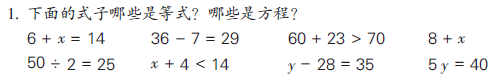 1. 下面的式子哪些是等式？哪些是方程？
6 + x = 14 36 − 7 = 29 60 + 23 > 70 8 + x
50 ÷ 2 = 25 x + 4 < 14 y − 28 = 35 5y = 40